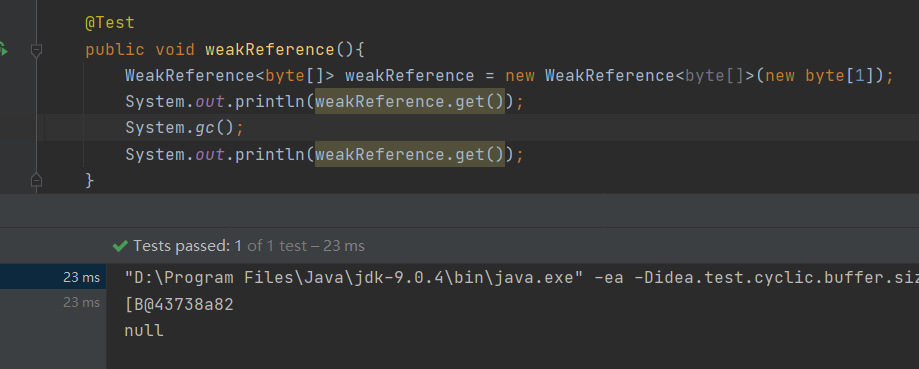 @Test
public void weakReference(){
WeakReference<byte[]> weakReference = new WeakReference<byte[]>(new byte[1]);
System.out.println(weakReference.get());
System.gc();
System.out.println(weakReference.get());
}
Tests passed: 1 of 1 test – 23 ms
23 ms "D:\Program Files\Java\jdk-9.0.4\bin\java.exe" -ea -Didea.test.cyclic.buffer.siz
23 ms [B@43738a82
null